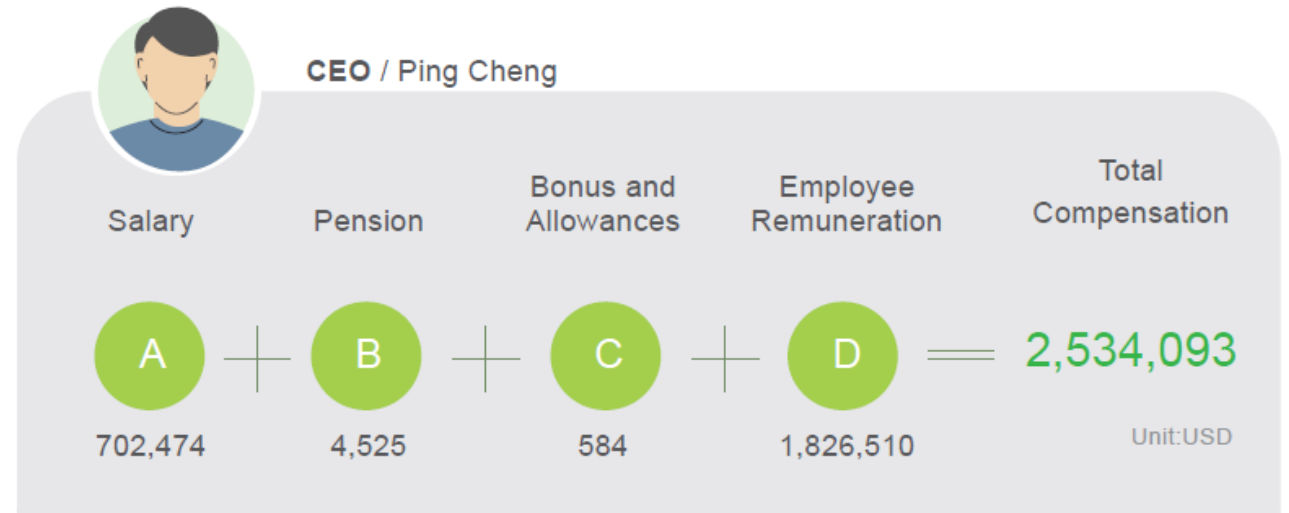 CEO / Ping Cheng
Salary
Pension
Bonus and
Allowances
Employee
Remuneration
Total
Compensation
A
B
C
D
2,534,093
702,474
4,525
584
1,826,510
Unit:USD